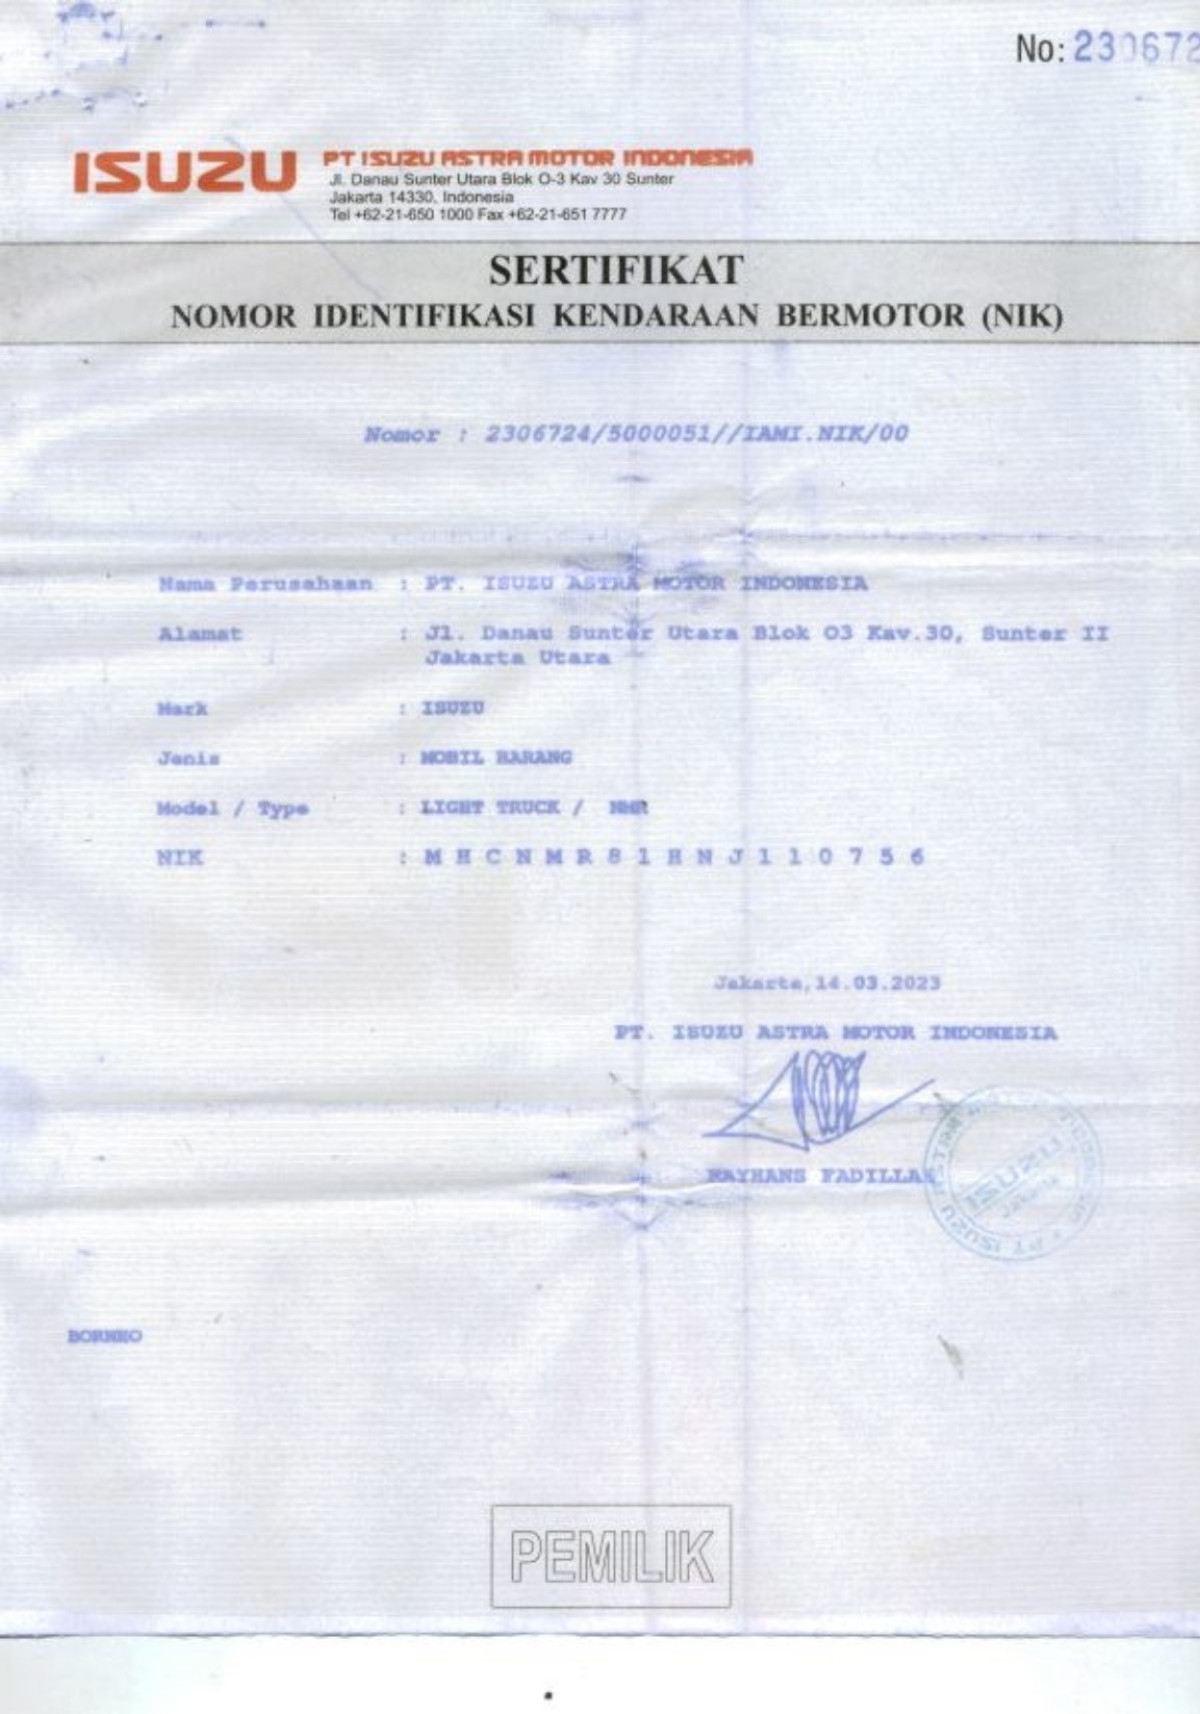 No: 230672
ISUZU
PT ISUZU ASTRA MOTOR INDONESIA
Jl. Danau Sunter Utara Blok O-3 Kav 30 Sunter
Jakarta 14330, Indonesia
Tel +62-21-650 1000 Fax +62-21-651 7777
SERTIFIKAT
NOMOR IDENTIFIKASI KENDARAAN BERMOTOR (NIK)
Nomor : 2306724/5000051//IAMI.NIK/00
Nama Perusahaan : PT. ISUZU ASTRA MOTOR INDONESIA
Alamat : Jl. Danau Sunter Utara Blok O3 Kav.30, Sunter II
Jakarta Utara
Merk : ISUZU
Jenis : MOBIL BARANG
Model / Type : LIGHT TRUCK / NMR
NIK : M H C N M R 8 1 H N J 1 1 0 7 5 6
Jakarta,14.03.2023
PT. ISUZU ASTRA MOTOR INDONESIA
RAYHANS FADILLAH
ISUZU
JAKARTA
BORNEO
PEMILIK